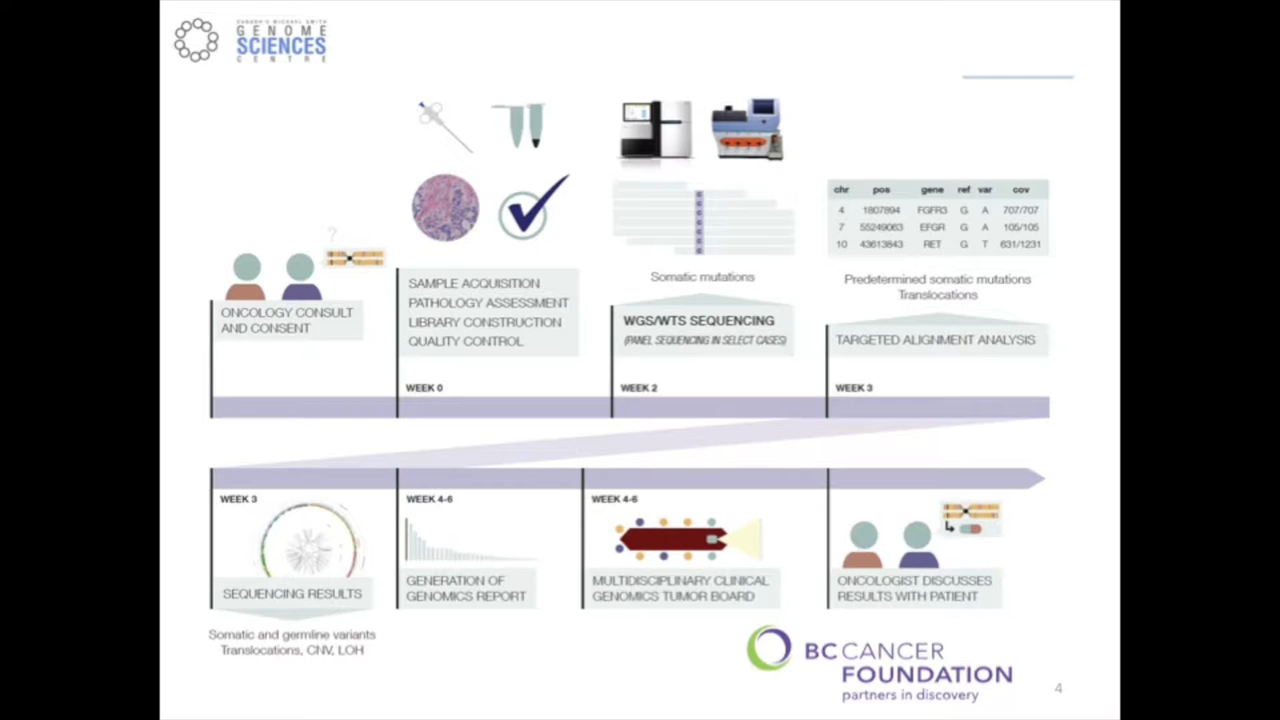 CANADA'S MICHAEL SMITH
GENOME
SCIENCES
CENTRE
?
chr pos gene ref var cov
4 1807894 FGFR3 G A 707/707
7 55249063 EFGR G A 105/105
10 43613843 RET G T 631/1231
Somatic mutations
Predetermined somatic mutations
Translocations
ONCOLOGY CONSULT
AND CONSENT
SAMPLE ACQUISITION
PATHOLOGY ASSESSMENT
LIBRARY CONSTRUCTION
QUALITY CONTROL
WGS/WTS SEQUENCING
(PANEL SEQUENCING IN SELECT CASES)
TARGETED ALIGNMENT ANALYSIS
WEEK 0
WEEK 2
WEEK 3
WEEK 3
WEEK 4-6
WEEK 4-6
SEQUENCING RESULTS
GENERATION OF
GENOMICS REPORT
MULTIDISCIPLINARY CLINICAL
GENOMICS TUMOR BOARD
ONCOLOGIST DISCUSSES
RESULTS WITH PATIENT
Somatic and germline variants
Translocations, CNV, LOH
BC CANCER
FOUNDATION
partners in discovery
4